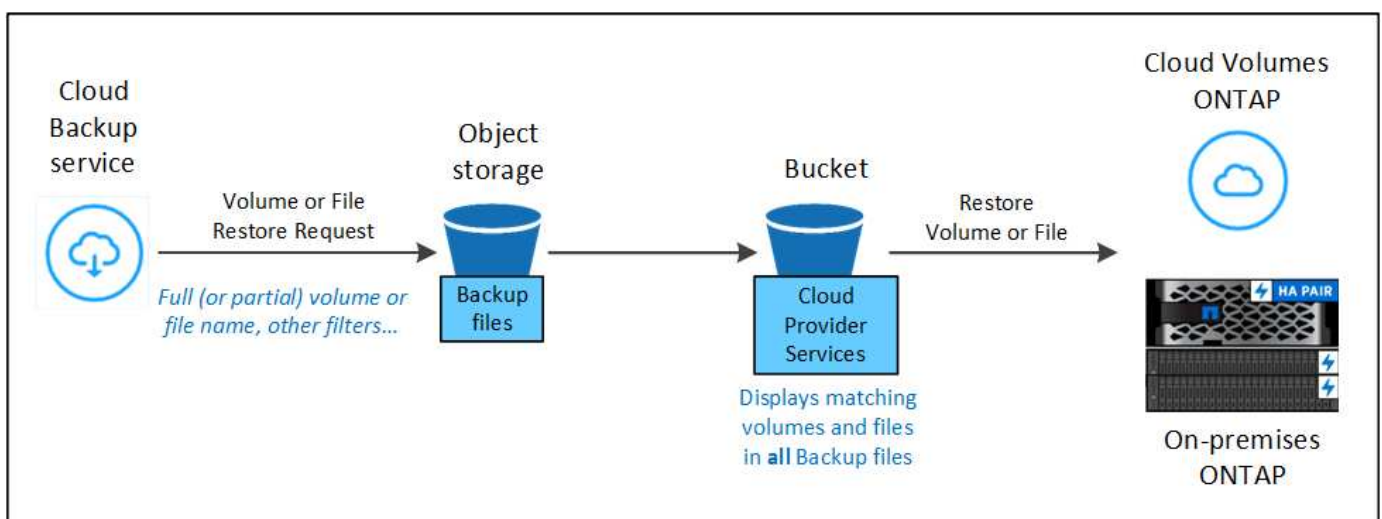 Cloud
Backup
service
Volume or File
Restore Request
Full (or partial) volume or
file name, other filters...
Object
storage
Backup
files
Bucket
Cloud
Provider
Services
Displays matching
volumes and files
in all Backup files
Restore
Volume or File
Cloud Volumes
ONTAP
HA PAIR
On-premises
ONTAP